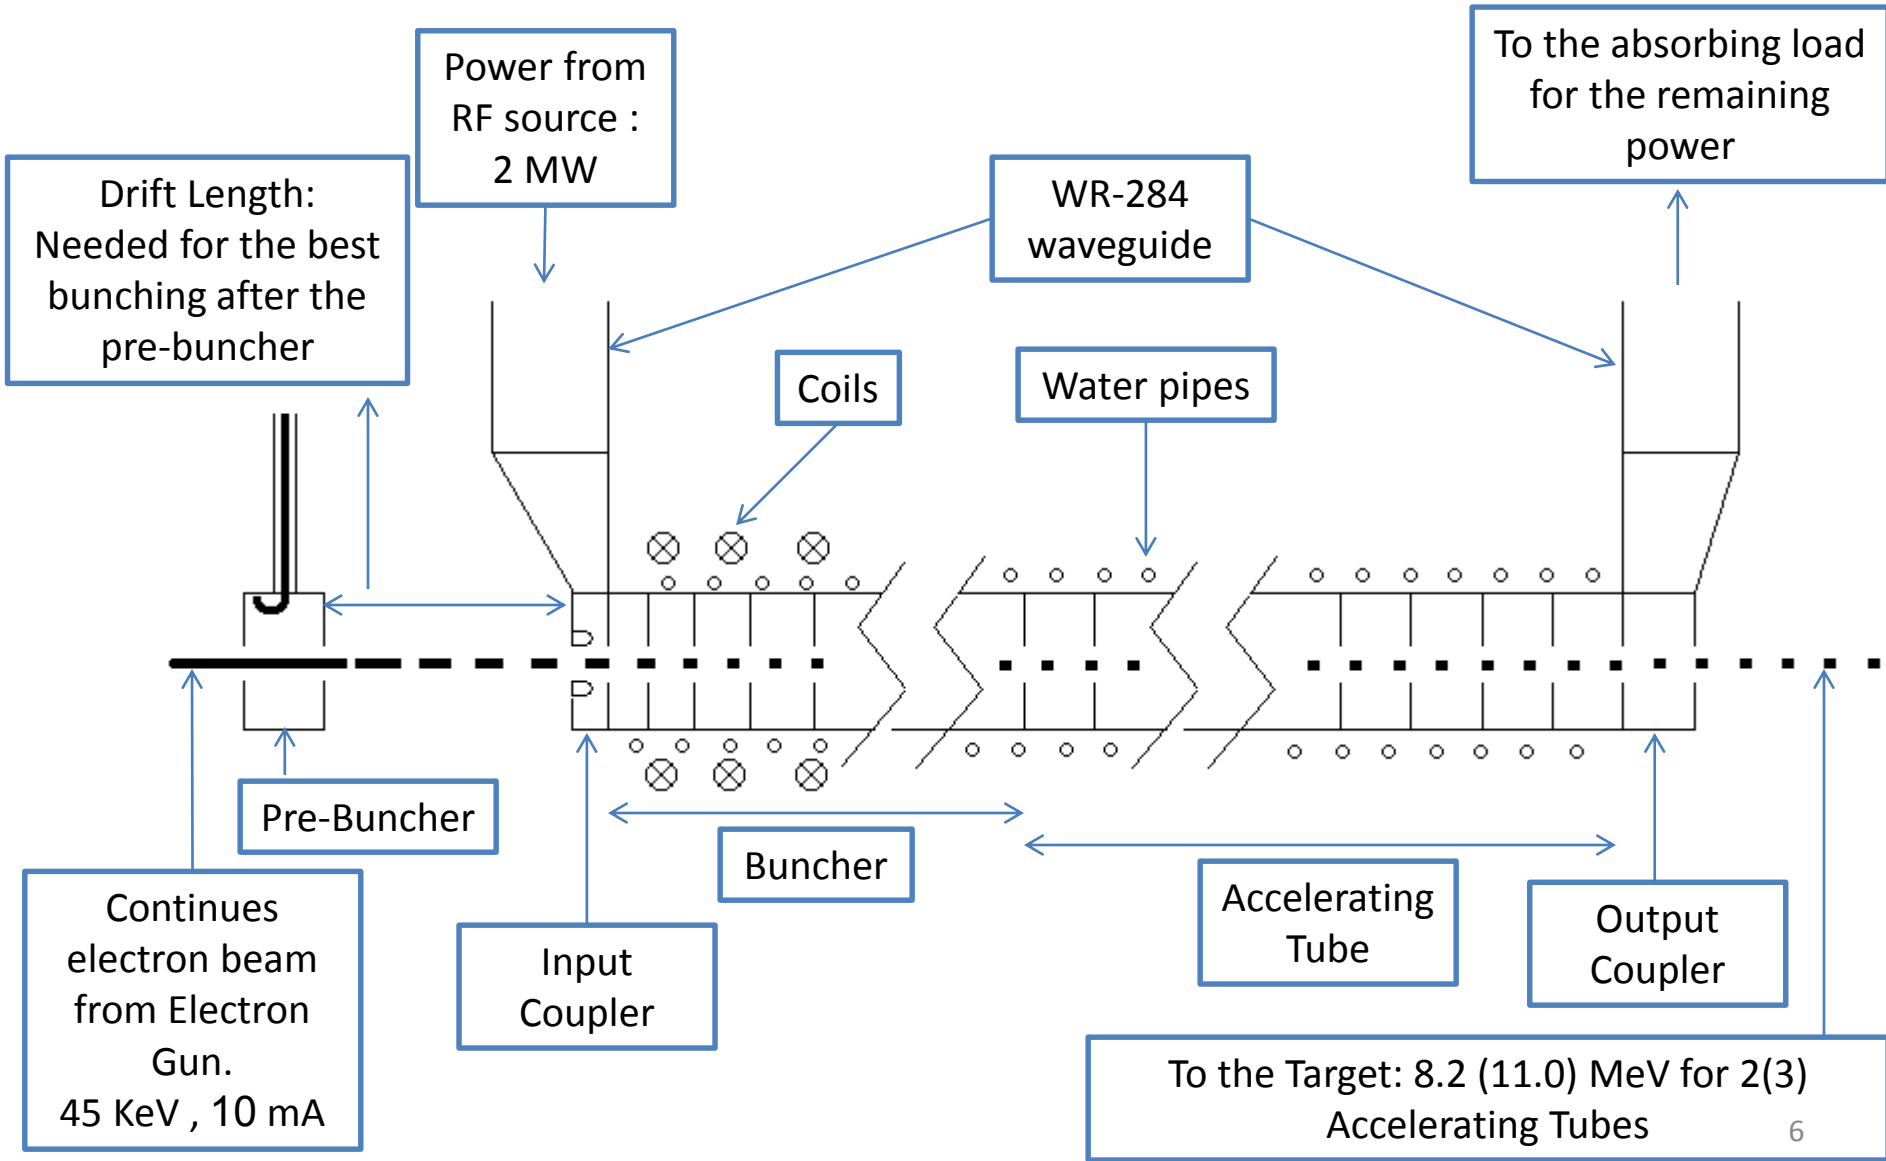 Power from
RF source :
2 MW
To the absorbing load
for the remaining
power
Drift Length:
Needed for the best
bunching after the
pre-buncher
WR-284
waveguide
Coils
Water pipes
Pre-Buncher
Buncher
Continues
electron beam
from Electron
Gun.
45 KeV , 10 mA
Input
Coupler
Accelerating
Tube
Output
Coupler
To the Target: 8.2 (11.0) MeV for 2(3)
Accelerating Tubes
6